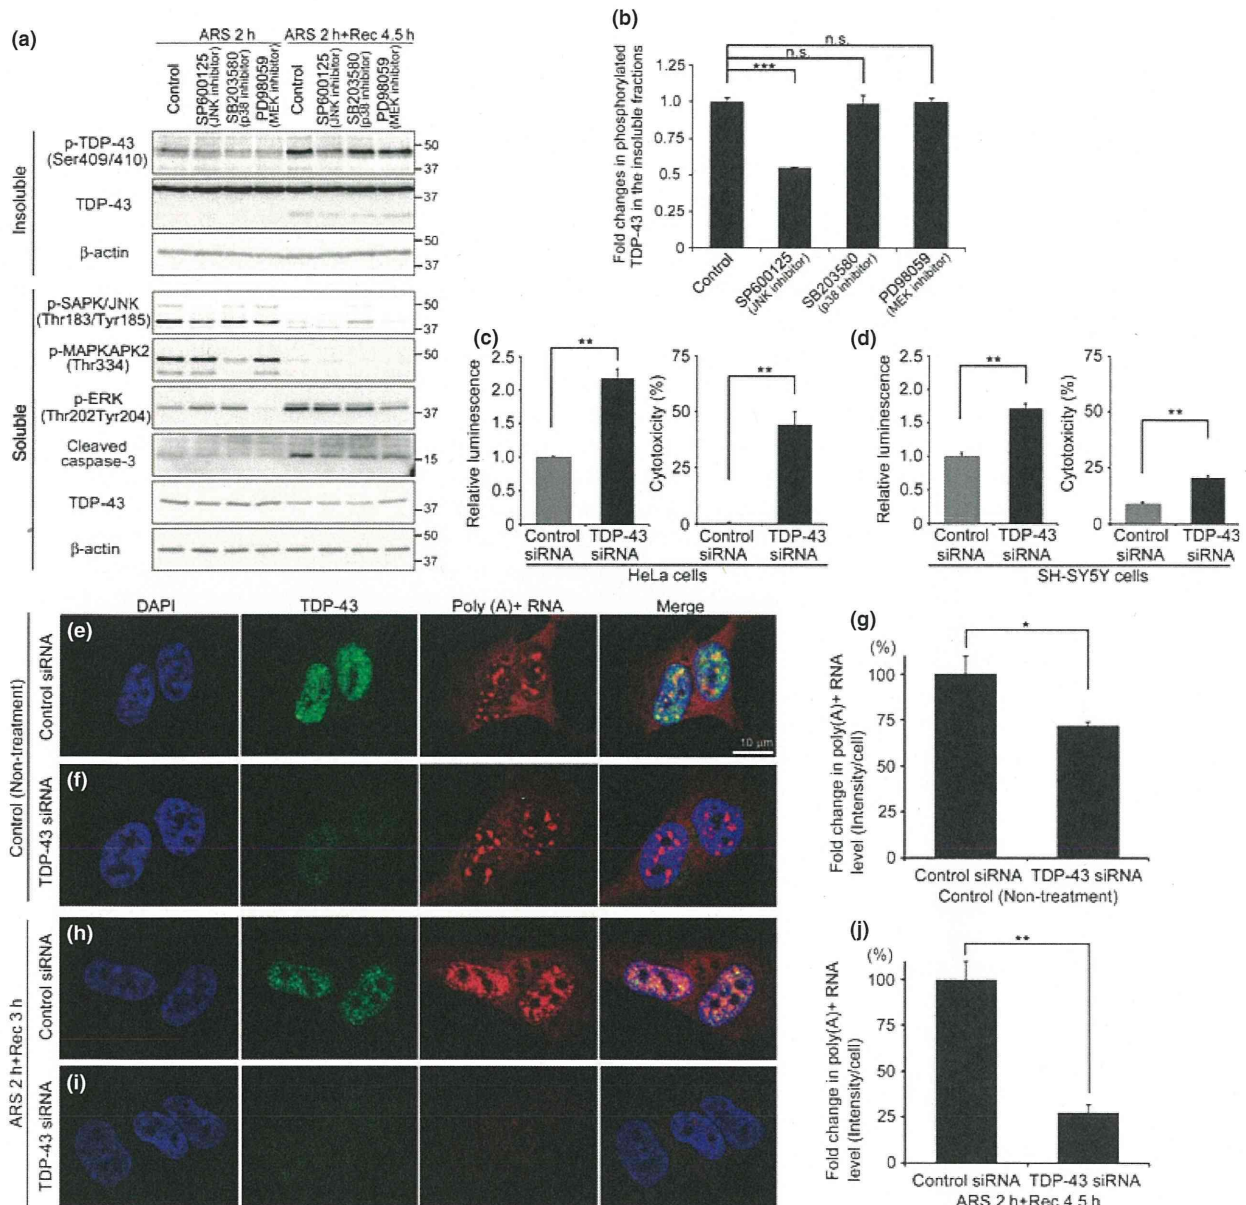 (a)
ARS 2 h
ARS 2 h+Rec 4.5 h
Control
SP600125
(JNK inhibitor)
SB203580
(p38 inhibitor)
PD98059
(MEK inhibitor)
Control
SP600125
(JNK inhibitor)
SB203580
(p38 inhibitor)
PD98059
(MEK inhibitor)
Insoluble
p-TDP-43
(Ser409/410)
50
37
TDP-43
37
β-actin
50
37
Soluble
p-SAPK/JNK
(Thr183/Tyr185)
50
37
p-MAPKAPK2
(Thr334)
50
p-ERK
(Thr202Tyr204)
37
Cleaved
caspase-3
15
TDP-43
37
β-actin
37
(b)
Fold changes in phosphorylated
TDP-43 in the insoluble fractions
1.25
1.0
0.75
0.5
0.25
0
n.s.
n.s.
***
Control
SP600125
(JNK inhibitor)
SB203580
(p38 inhibitor)
PD98059
(MEK inhibitor)
(c)
Relative luminescence
2.5
2.0
1.5
1.0
0.5
0
**
Control
siRNA
TDP-43
siRNA
Cytotoxicity (%)
75
50
25
0
**
Control
siRNA
TDP-43
siRNA
HeLa cells
(d)
Relative luminescence
2.5
2.0
1.5
1.0
0.5
0
**
Control
siRNA
TDP-43
siRNA
Cytotoxicity (%)
75
50
25
0
**
Control
siRNA
TDP-43
siRNA
SH-SY5Y cells
DAPI
TDP-43
Poly (A)+ RNA
Merge
Control (Non-treatment)
Control siRNA
(e)
10 µm
TDP-43 siRNA
(f)
ARS 2 h+Rec 3 h
Control siRNA
(h)
TDP-43 siRNA
(i)
(g)
Fold change in poly(A)+ RNA
level (Intensity/cell)
(%)
100
75
50
25
0
*
Control siRNA
TDP-43 siRNA
Control (Non-treatment)
(j)
Fold change in poly(A)+ RNA
level (Intensity/cell)
(%)
100
75
50
25
0
**
Control siRNA
TDP-43 siRNA
ARS 2 h+Rec 4.5 h